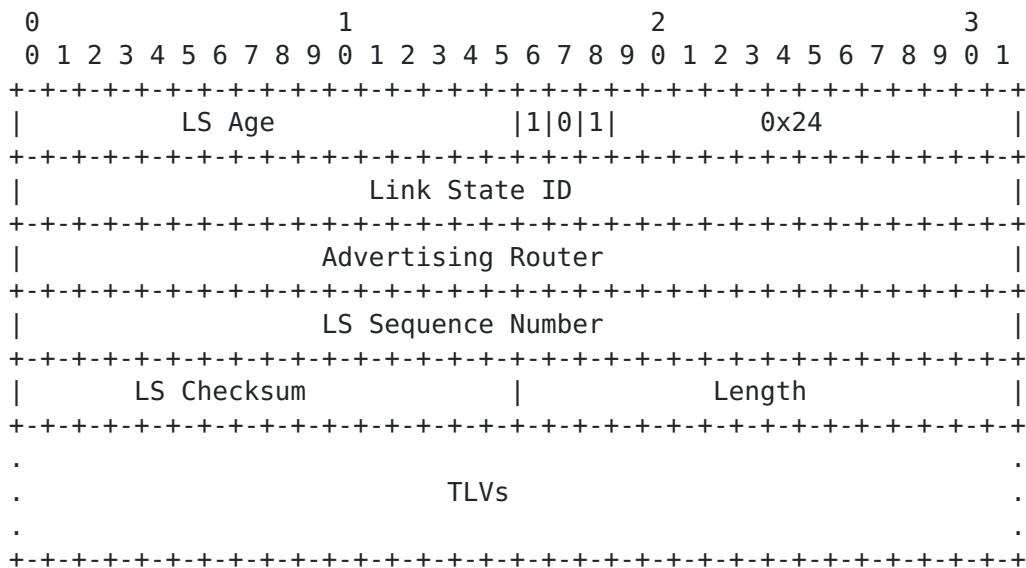 0                   1                   2                   3
0 1 2 3 4 5 6 7 8 9 0 1 2 3 4 5 6 7 8 9 0 1 2 3 4 5 6 7 8 9 0 1
+-+-+-+-+-+-+-+-+-+-+-+-+-+-+-+-+-+-+-+-+-+-+-+-+-+-+-+-+-+-+-+-+
|          LS Age               |1|0|1|         0x24            |
+-+-+-+-+-+-+-+-+-+-+-+-+-+-+-+-+-+-+-+-+-+-+-+-+-+-+-+-+-+-+-+-+
|                      Link State ID                            |
+-+-+-+-+-+-+-+-+-+-+-+-+-+-+-+-+-+-+-+-+-+-+-+-+-+-+-+-+-+-+-+-+
|                   Advertising Router                          |
+-+-+-+-+-+-+-+-+-+-+-+-+-+-+-+-+-+-+-+-+-+-+-+-+-+-+-+-+-+-+-+-+
|                   LS Sequence Number                          |
+-+-+-+-+-+-+-+-+-+-+-+-+-+-+-+-+-+-+-+-+-+-+-+-+-+-+-+-+-+-+-+-+
|       LS Checksum             |            Length             |
+-+-+-+-+-+-+-+-+-+-+-+-+-+-+-+-+-+-+-+-+-+-+-+-+-+-+-+-+-+-+-+-+
.                                                               .
.                           TLVs                                .
.                                                               .
+-+-+-+-+-+-+-+-+-+-+-+-+-+-+-+-+-+-+-+-+-+-+-+-+-+-+-+-+-+-+-+-+